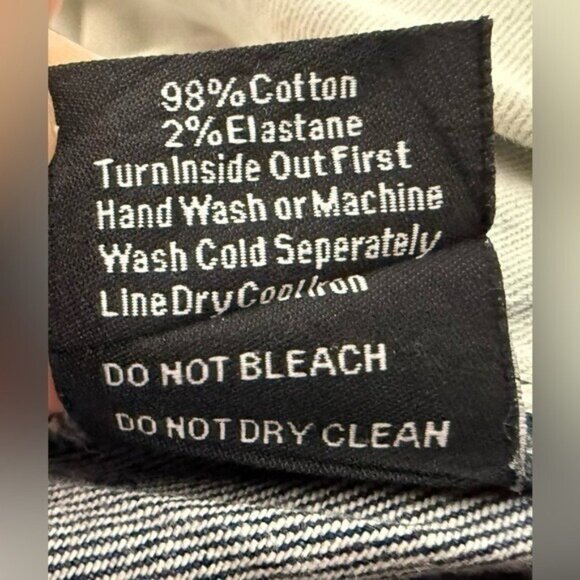 98% Cotton
2% Elastane
Turn Inside Out First
Hand Wash or Machine
Wash Cold Seperately
Line Dry Cool Iron
DO NOT BLEACH
DO NOT DRY CLEAN